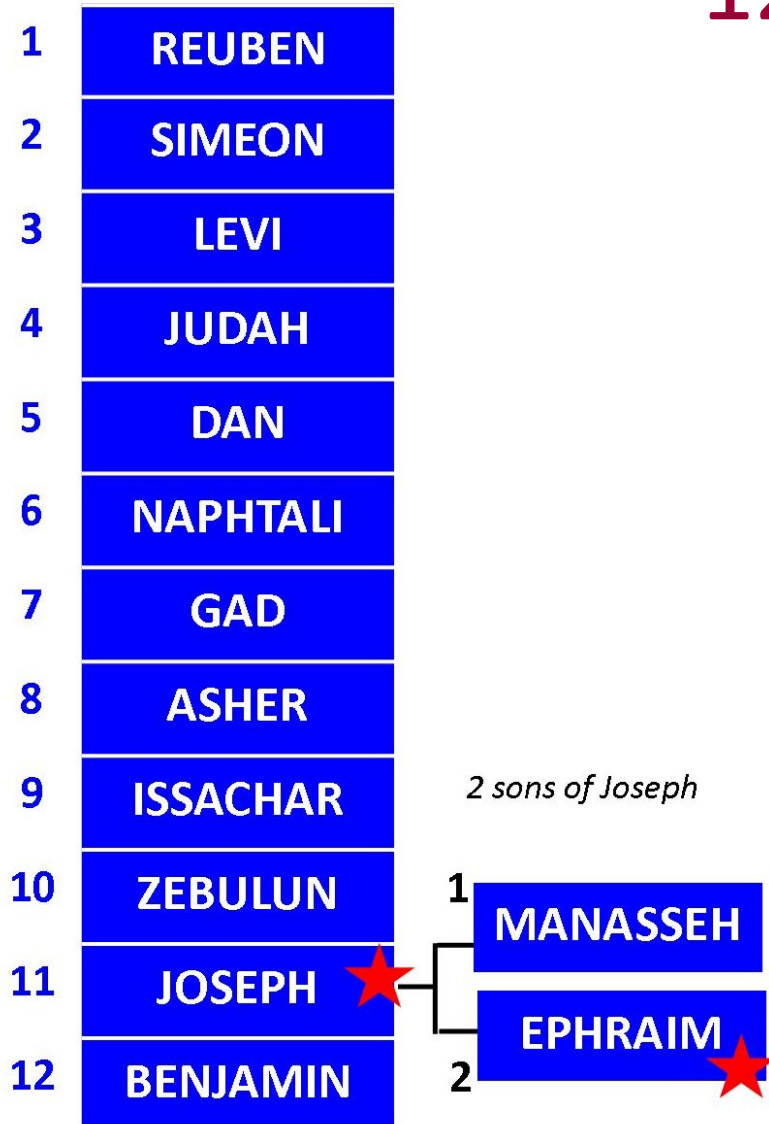 1 REUBEN
2 SIMEON
3 LEVI
4 JUDAH
5 DAN
6 NAPHTALI
7 GAD
8 ASHER
9 ISSACHAR
2 sons of Joseph
10 ZEBULUN
1 MANASSEH
11 JOSEPH
2 EPHRAIM
12 BENJAMIN